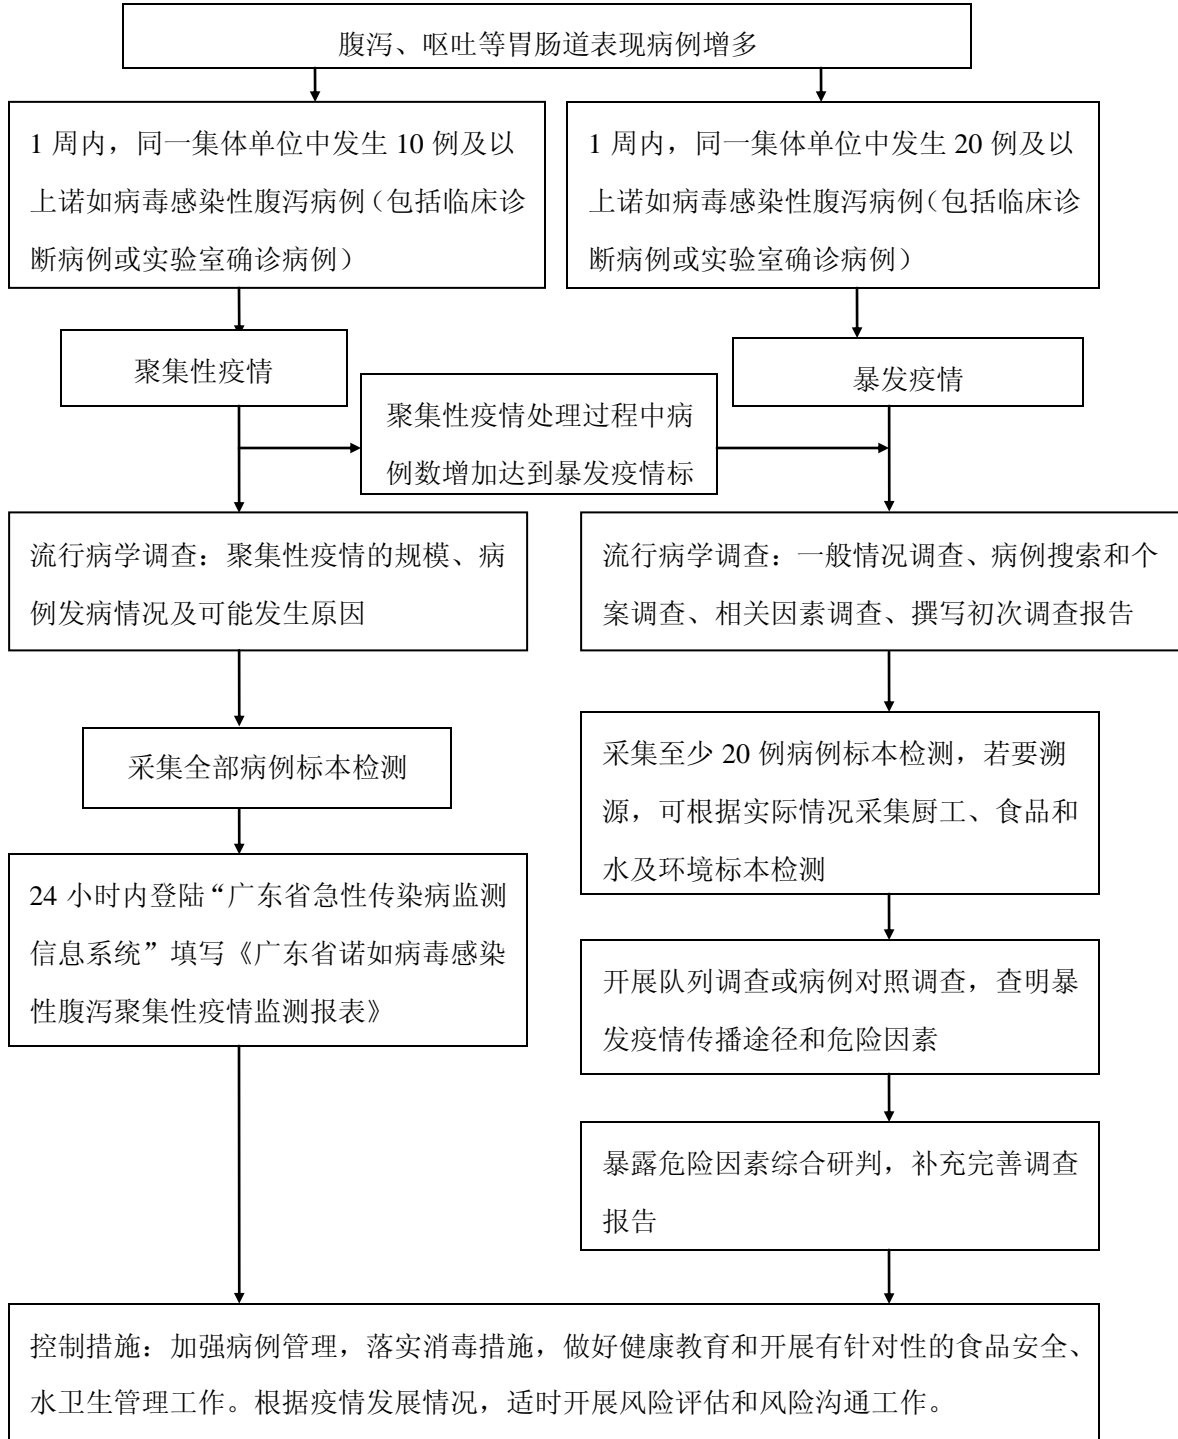 腹泻、呕吐等胃肠道表现病例增多
1 周内，同一集体单位中发生 10 例及以
上诺如病毒感染性腹泻病例（包括临床诊
断病例或实验室确诊病例）
1 周内，同一集体单位中发生 20 例及以
上诺如病毒感染性腹泻病例（包括临床诊
断病例或实验室确诊病例）
聚集性疫情
暴发疫情
聚集性疫情处理过程中病
例数增加达到暴发疫情标
流行病学调查：聚集性疫情的规模、病
例发病情况及可能发生原因
流行病学调查：一般情况调查、病例搜索和个
案调查、相关因素调查、撰写初次调查报告
采集全部病例标本检测
采集至少 20 例病例标本检测，若要溯
源，可根据实际情况采集厨工、食品和
水及环境标本检测
24 小时内登陆“广东省急性传染病监测
信息系统”填写《广东省诺如病毒感染
性腹泻聚集性疫情监测报表》
开展队列调查或病例对照调查，查明暴
发疫情传播途径和危险因素
暴露危险因素综合研判，补充完善调查
报告
控制措施：加强病例管理，落实消毒措施，做好健康教育和开展有针对性的食品安全、
水卫生管理工作。根据疫情发展情况，适时开展风险评估和风险沟通工作。